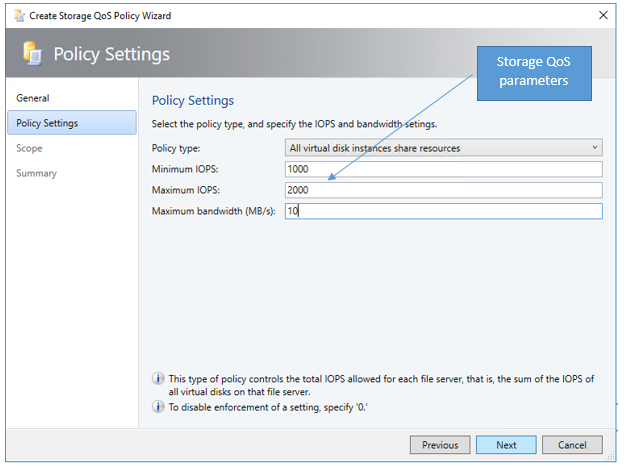 Create Storage QoS Policy Wizard
Policy Settings
Storage QoS
parameters
General
Policy Settings
Scope
Summary
Policy Settings
Select the policy type, and specify the IOPS and bandwidth setings.
Policy type: All virtual disk instances share resources
Minimum IOPS: 1000
Maximum IOPS: 2000
Maximum bandwidth (MB/s): 10
This type of policy controls the total IOPS allowed for each file server, that is, the sum of the IOPS of
all virtual disks on that file server.
To disable enforcement of a setting, specify '0.'
Previous Next Cancel